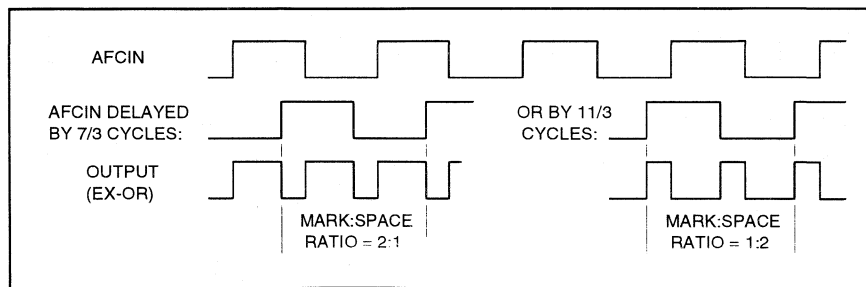 AFCIN
AFCIN DELAYED
BY 7/3 CYCLES:
OR BY 11/3
CYCLES:
OUTPUT
(EX-OR)
MARK:SPACE
RATIO = 2:1
MARK:SPACE
RATIO = 1:2